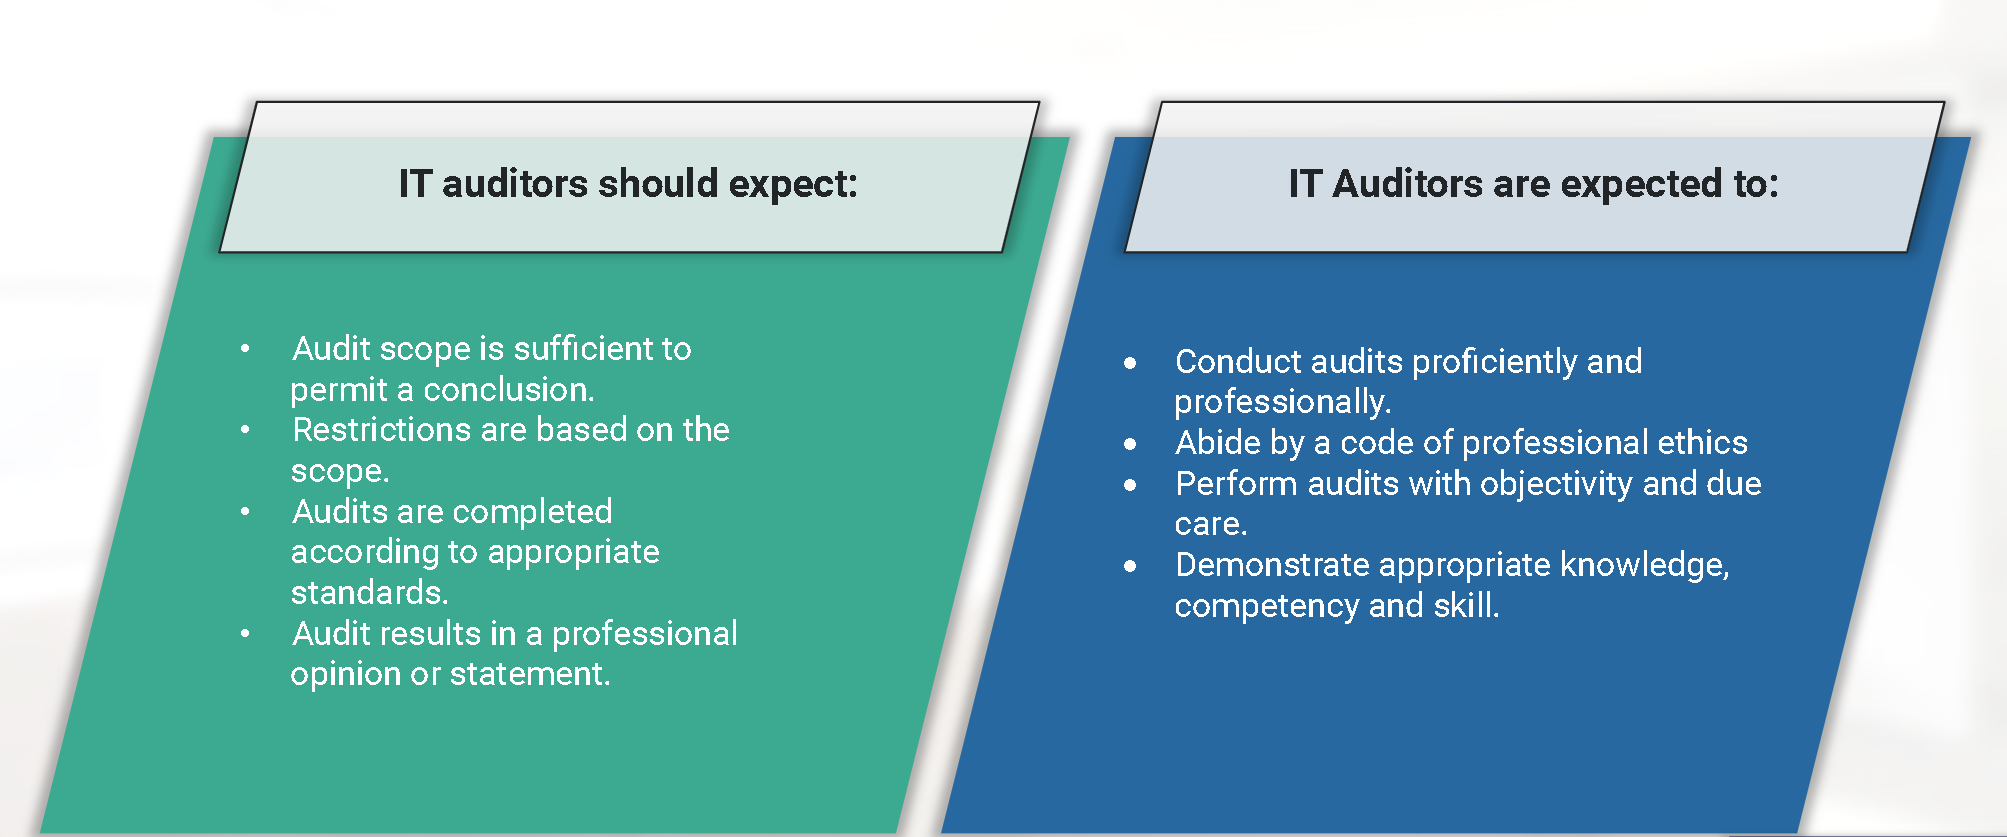 IT auditors should expect:
• Audit scope is sufficient to
permit a conclusion.
• Restrictions are based on the
scope.
• Audits are completed
according to appropriate
standards.
• Audit results in a professional
opinion or statement.
IT Auditors are expected to:
• Conduct audits proficiently and
professionally.
• Abide by a code of professional ethics
• Perform audits with objectivity and due
care.
• Demonstrate appropriate knowledge,
competency and skill.